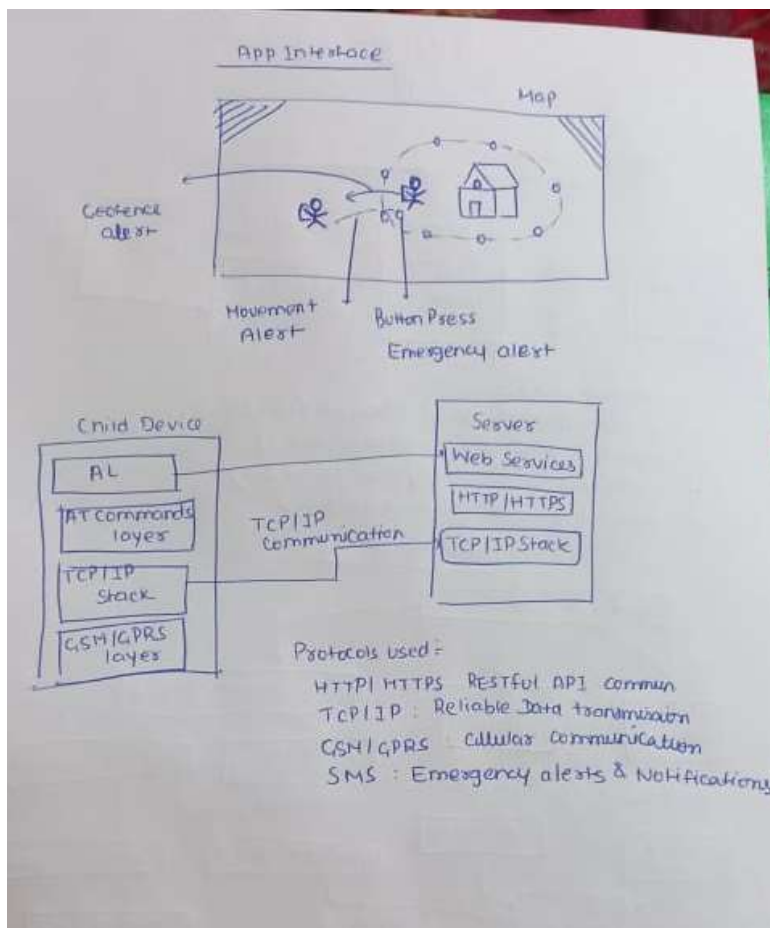 App Interface
Map
Geofence
alert
Movement
Alert
Button Press
Emergency alert
Child Device
AL
AT commands
layer
TCP/IP
Stack
GSM/GPRS
layer
TCP/IP
Communication
Server
Web Services
HTTP/HTTPS
TCP/IP Stack
Protocols used :-
HTTP/HTTPS RESTful API commun
TCP/IP : Reliable Data transmission
GSM/GPRS : Cellular communication
SMS : Emergency alerts & Notifications